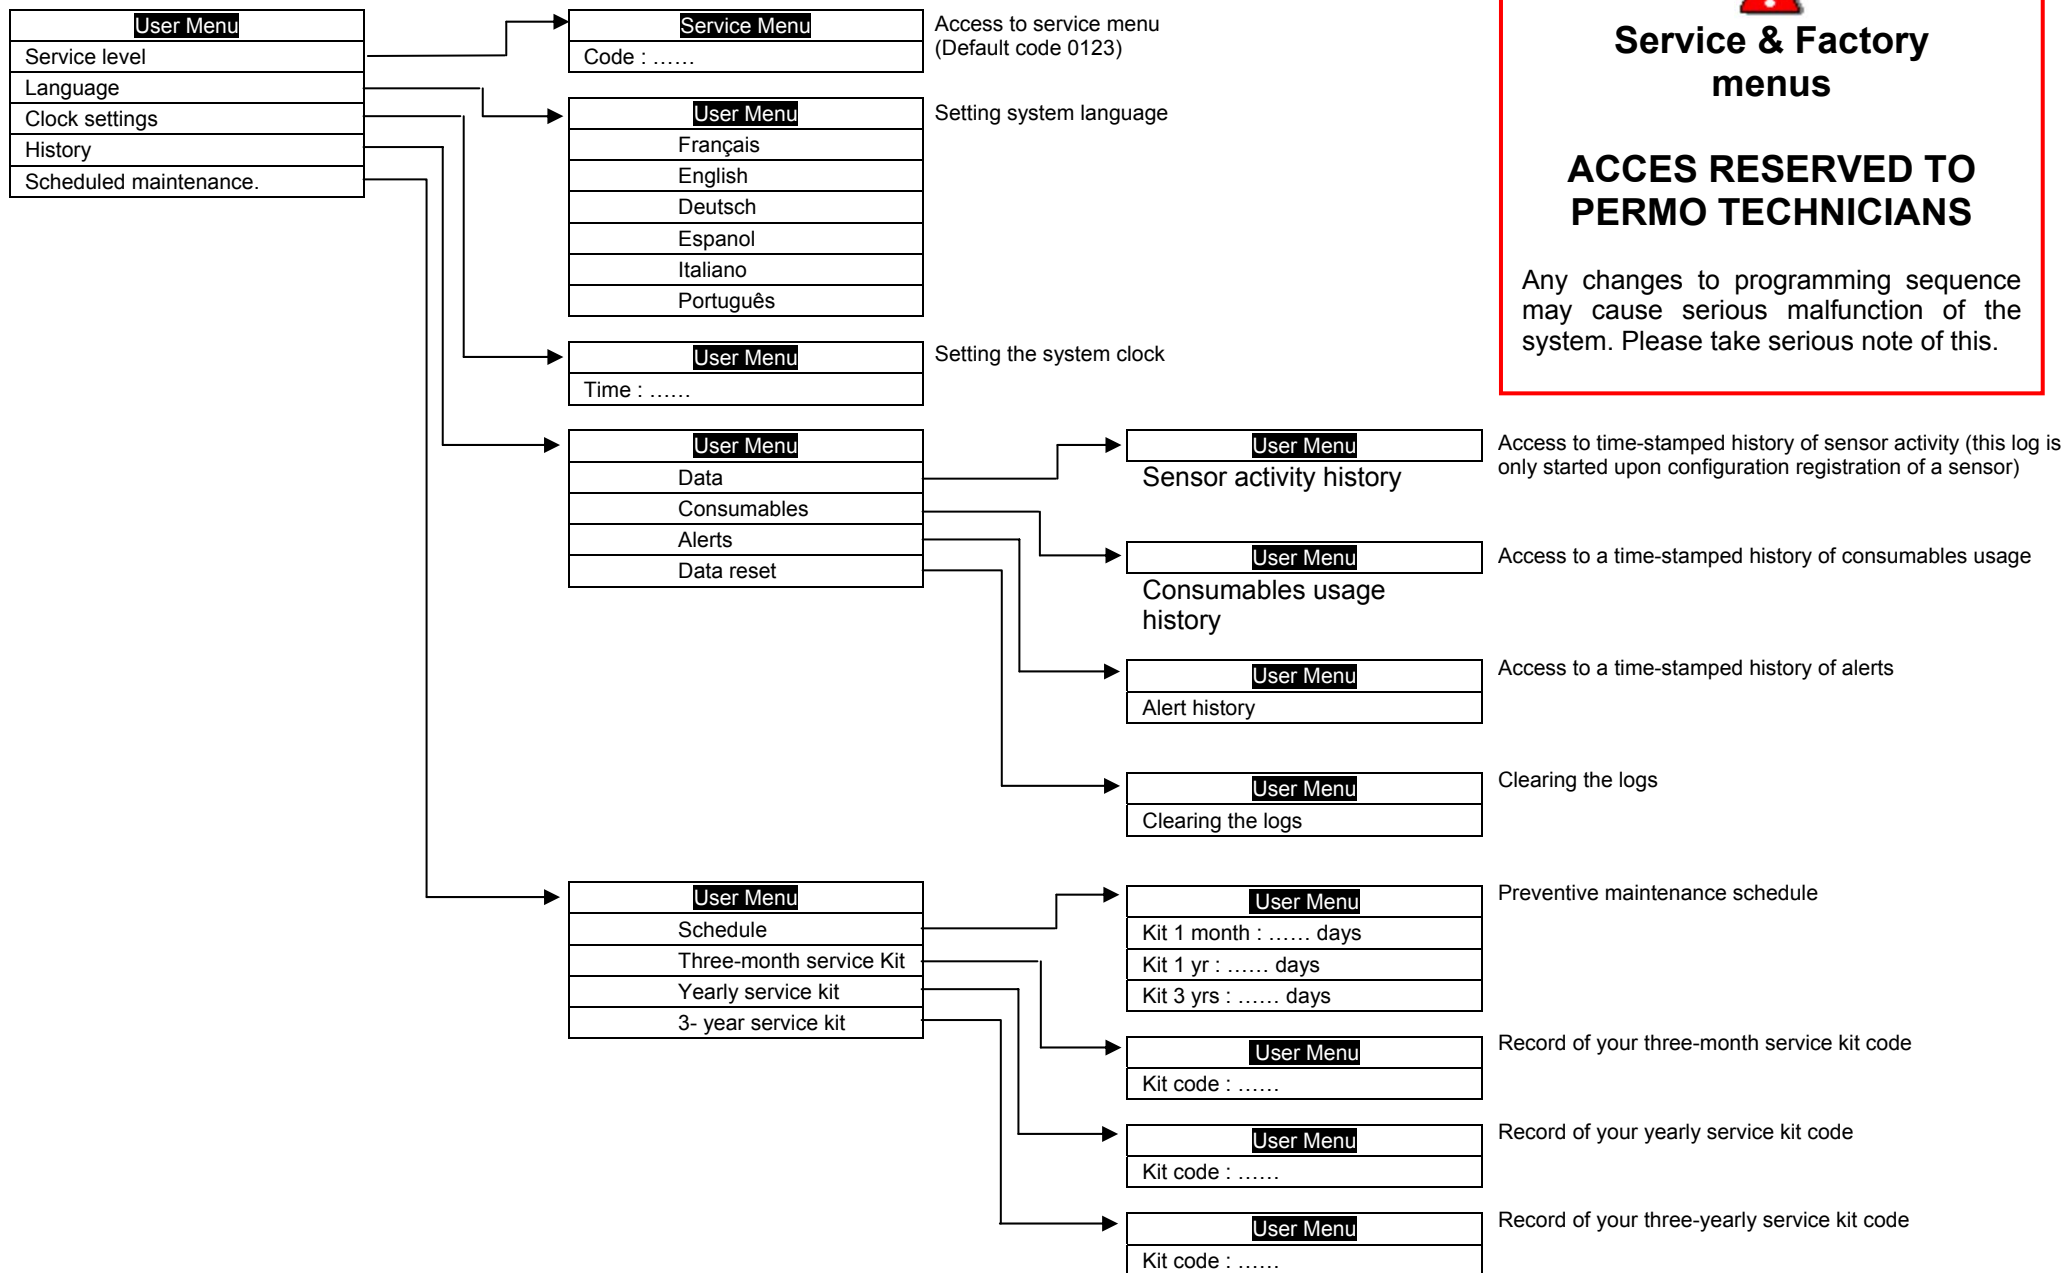 User Menu
Service level
Language
Clock settings
History
Scheduled maintenance.
Service Menu
Code : ……
Access to service menu
(Default code 0123)
User Menu
Français
English
Deutsch
Espanol
Italiano
Português
Setting system language
User Menu
Time : ……
Setting the system clock
Service & Factory
menus
ACCES RESERVED TO
PERMO TECHNICIANS
Any changes to programming sequence
may cause serious malfunction of the
system. Please take serious note of this.
User Menu
Data
Consumables
Alerts
Data reset
User Menu
Sensor activity history
Access to time-stamped history of sensor activity (this log is
only started upon configuration registration of a sensor)
User Menu
Consumables usage
history
Access to a time-stamped history of consumables usage
User Menu
Alert history
Access to a time-stamped history of alerts
User Menu
Clearing the logs
Clearing the logs
User Menu
Schedule
Three-month service Kit
Yearly service kit
3- year service kit
User Menu
Kit 1 month : …… days
Kit 1 yr : …… days
Kit 3 yrs : …… days
Preventive maintenance schedule
User Menu
Kit code : ……
Record of your three-month service kit code
User Menu
Kit code : ……
Record of your yearly service kit code
User Menu
Kit code : ……
Record of your three-yearly service kit code